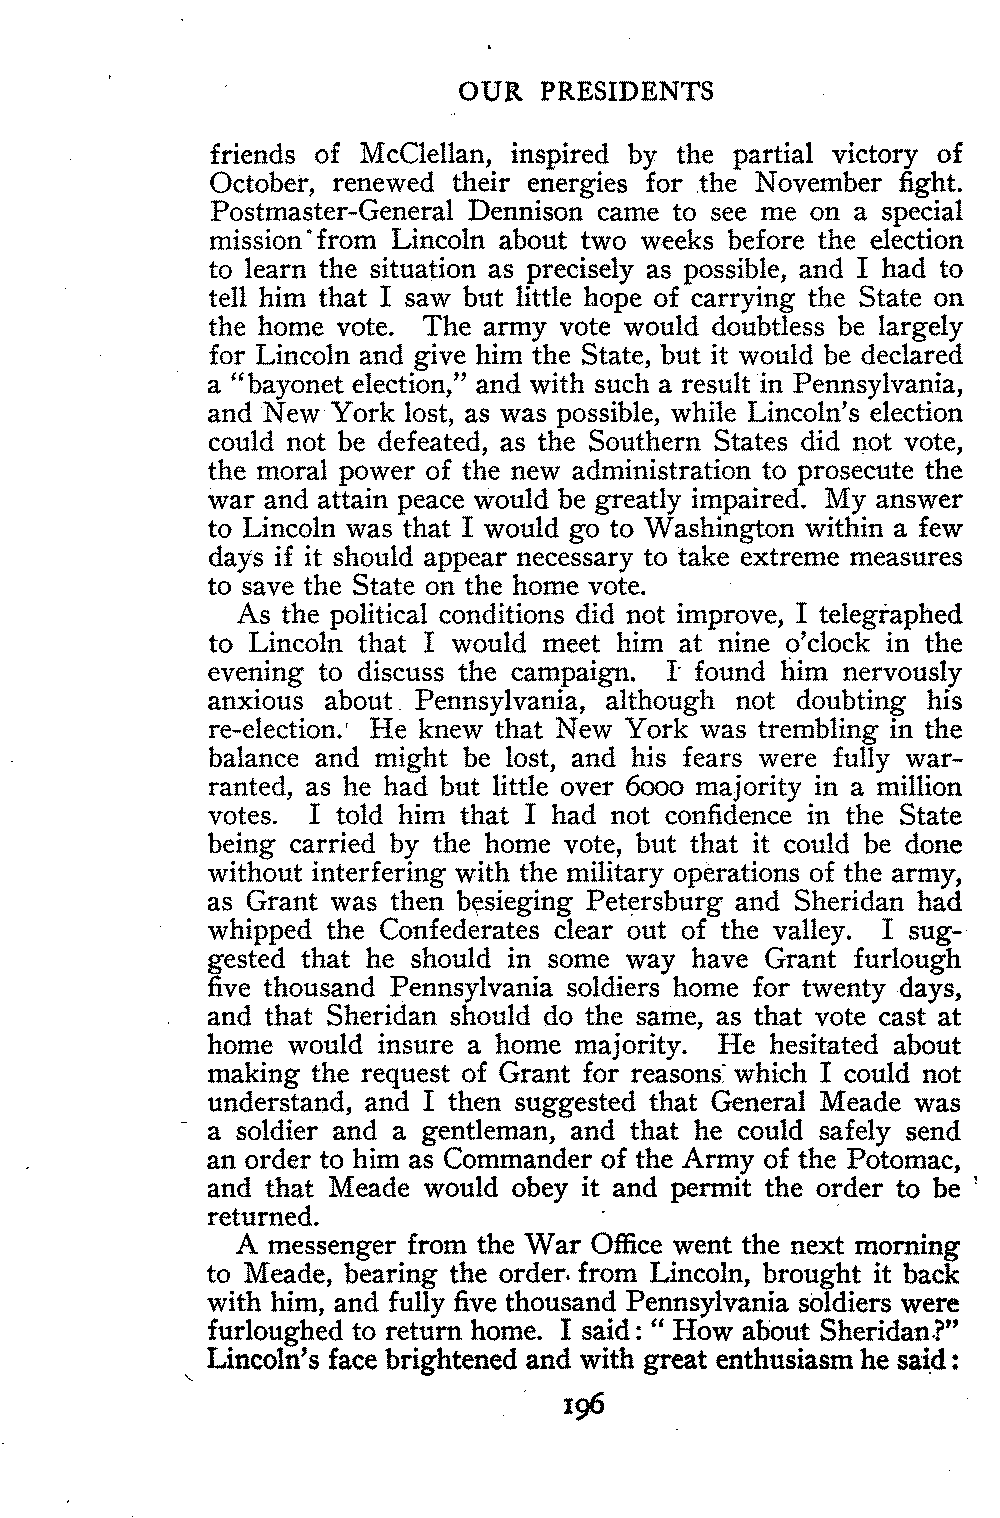 OUR PRESIDENTS
friends of McClellan, inspired by the partial victory of
October, renewed their energies for the November fight.
Postmaster-General Dennison came to see me on a special
mission from Lincoln about two weeks before the election
to learn the situation as precisely as possible, and I had to
tell him that I saw but little hope of carrying the State on
the home vote. The army vote would doubtless be largely
for Lincoln and give him the State, but it would be declared
a “bayonet election,” and with such a result in Pennsylvania,
and New York lost, as was possible, while Lincoln's election
could not be defeated, as the Southern States did not vote,
the moral power of the new administration to prosecute the
war and attain peace would be greatly impaired. My answer
to Lincoln was that I would go to Washington within a few
days if it should appear necessary to take extreme measures
to save the State on the home vote.
As the political conditions did not improve, I telegraphed
to Lincoln that I would meet him at nine o'clock in the
evening to discuss the campaign. I found him nervously
anxious about Pennsylvania, although not doubting his
re-election. He knew that New York was trembling in the
balance and might be lost, and his fears were fully war-
ranted, as he had but little over 6000 majority in a million
votes. I told him that I had not confidence in the State
being carried by the home vote, but that it could be done
without interfering with the military operations of the army,
as Grant was then besieging Petersburg and Sheridan had
whipped the Confederates clear out of the valley. I sug-
gested that he should in some way have Grant furlough
five thousand Pennsylvania soldiers home for twenty days,
and that Sheridan should do the same, as that vote cast at
home would insure a home majority. He hesitated about
making the request of Grant for reasons which I could not
understand, and I then suggested that General Meade was
a soldier and a gentleman, and that he could safely send
an order to him as Commander of the Army of the Potomac,
and that Meade would obey it and permit the order to be
returned.
A messenger from the War Office went the next morning
to Meade, bearing the order from Lincoln, brought it back
with him, and fully five thousand Pennsylvania soldiers were
furloughed to return home. I said: “ How about Sheridan?”
Lincoln's face brightened and with great enthusiasm he said:
196